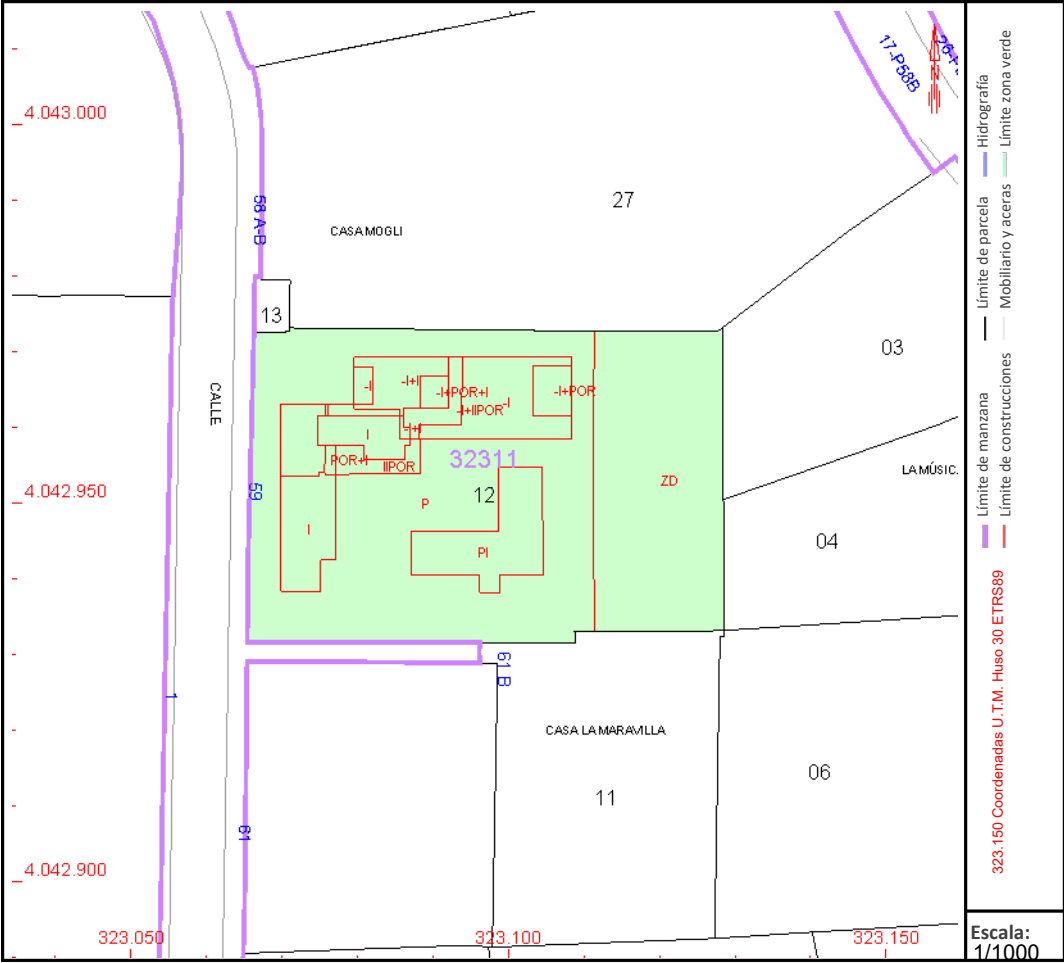 4.043.000
17-P58B
27
58 A-B
CASA MOGLI
13
03
CALLE
-I
-I+I
-I+POR+I
-I+IIPOR
-I
-I+POR
-I+I
I
POR+I
IIPOR
32311
LA MÚSIC.
ZD
4.042.950
59
12
P
I
PI
04
61 B
1
CASA LA MARAVILLA
06
11
61
4.042.900
323.050
323.100
323.150
Hidrografía
Límite zona verde
Límite de parcela
Mobiliario y aceras
Límite de manzana
Límite de construcciones
323.150 Coordenadas U.T.M. Huso 30 ETRS89
Escala:
1/1000